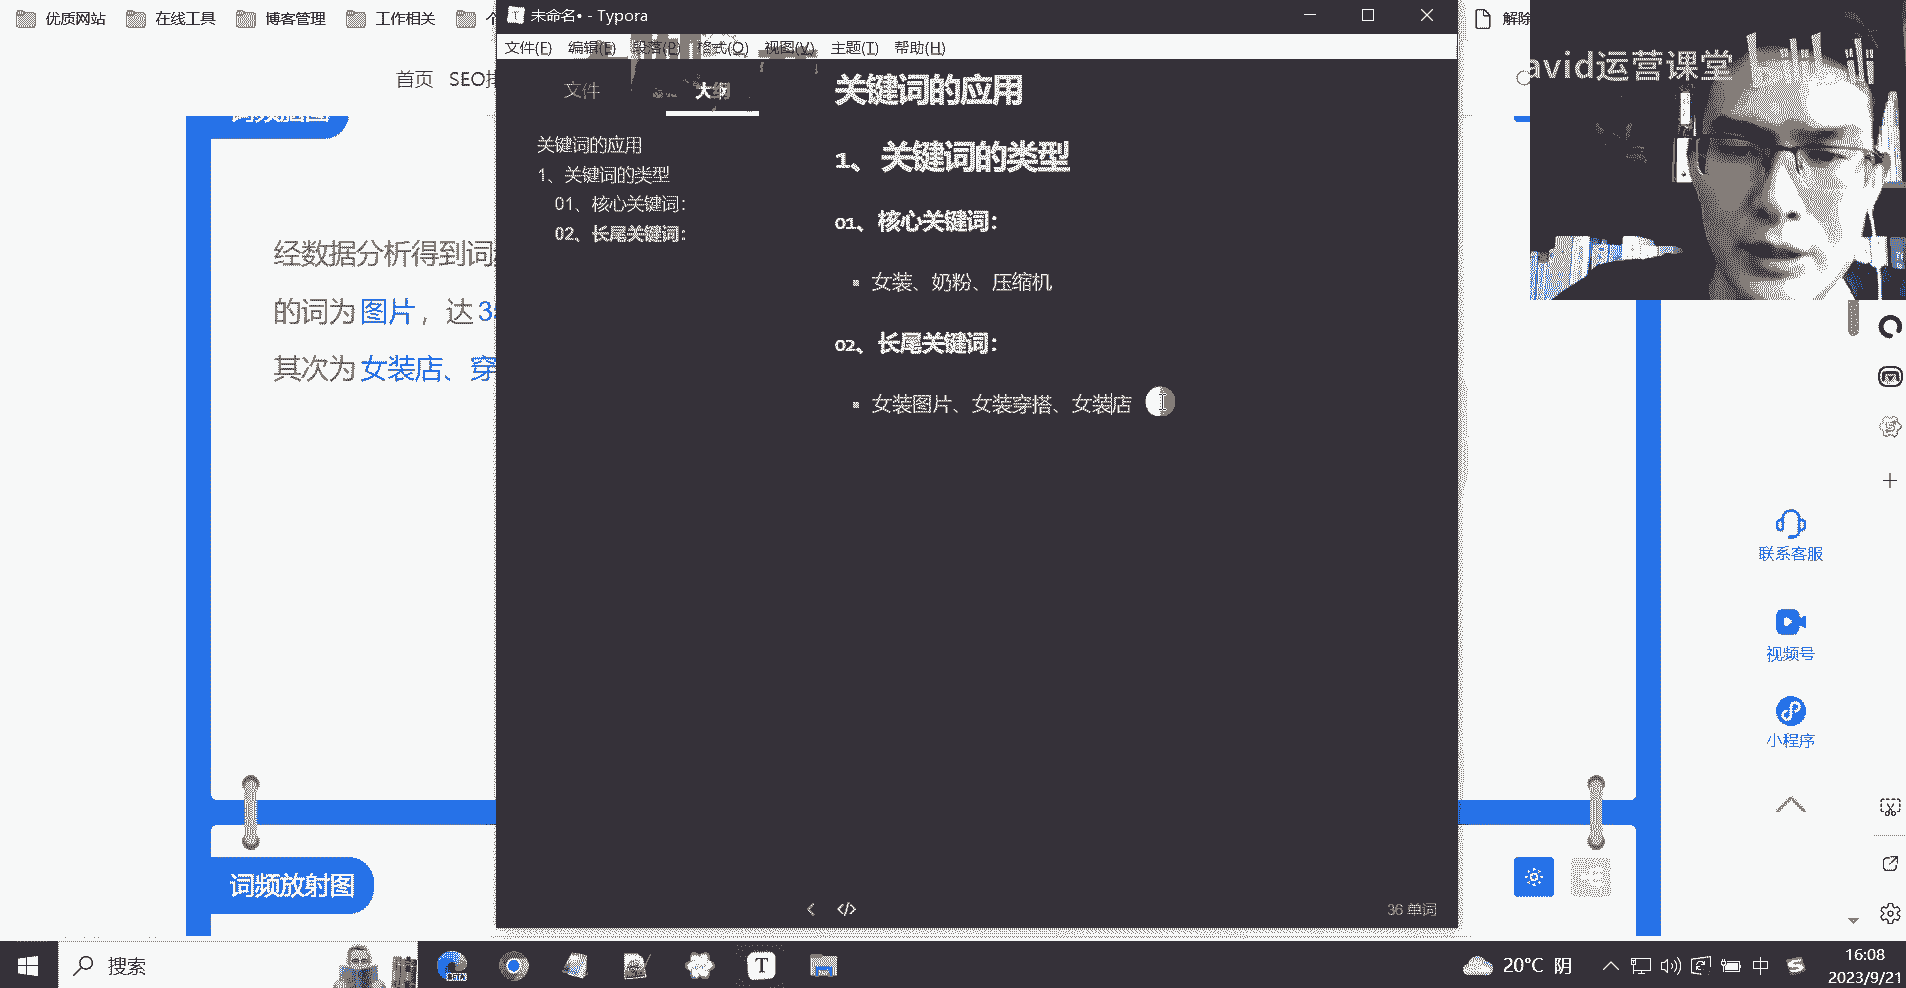 优质网站 在线工具 博客管理 工作相关
未命名• - Typora
解除
文件(F) 编辑(E) 段落(P) 格式(O) 视图(V) 主题(T) 帮助(H)
avid运营课堂
首页 SEO
文件 大纲
关键词的应用
1、关键词的类型
01、核心关键词：
02、长尾关键词：
关键词的应用
1、 关键词的类型
01、核心关键词：
女装、奶粉、压缩机
02、长尾关键词：
女装图片、女装穿搭、女装店
词频脑图
经数据分析得到词
的词为 图片 ，达 3
其次为 女装店、穿
联系客服
视频号
小程序
词频放射图
36 单词
搜索
BETA
T
20°C 阴
中
16:08
2023/9/21